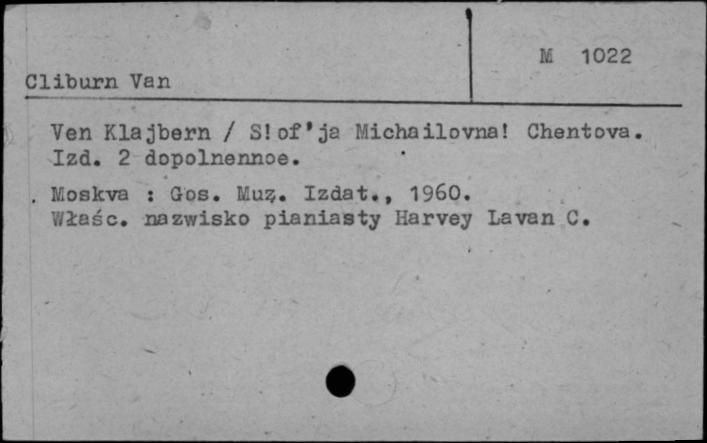 M 1022
Cliburn Van
Ven Klajbern / S!of'ja Michailovna! Chentova.
Izd. 2 dopolnennoe.
Moskva : Gos. Muz. Izdat., 1960.
Właśc. nazwisko pianiasty Harvey Lavan C.